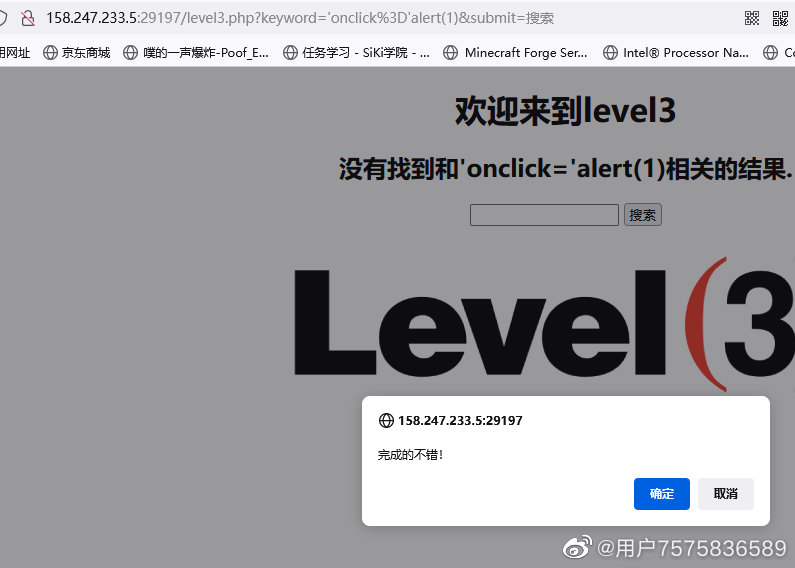 158.247.233.5:29197/level3.php?keyword='onclick%3D'alert(1)&submit=搜索
用网址 京东商城 噗的一声爆炸-Poof_E... 任务学习 - SiKi学院 - ... Minecraft Forge Ser... Intel® Processor Na... Co
欢迎来到level3
没有找到和'onclick='alert(1)相关的结果.
搜索
Level(3
158.247.233.5:29197
完成的不错！
确定 取消
@用户7575836589